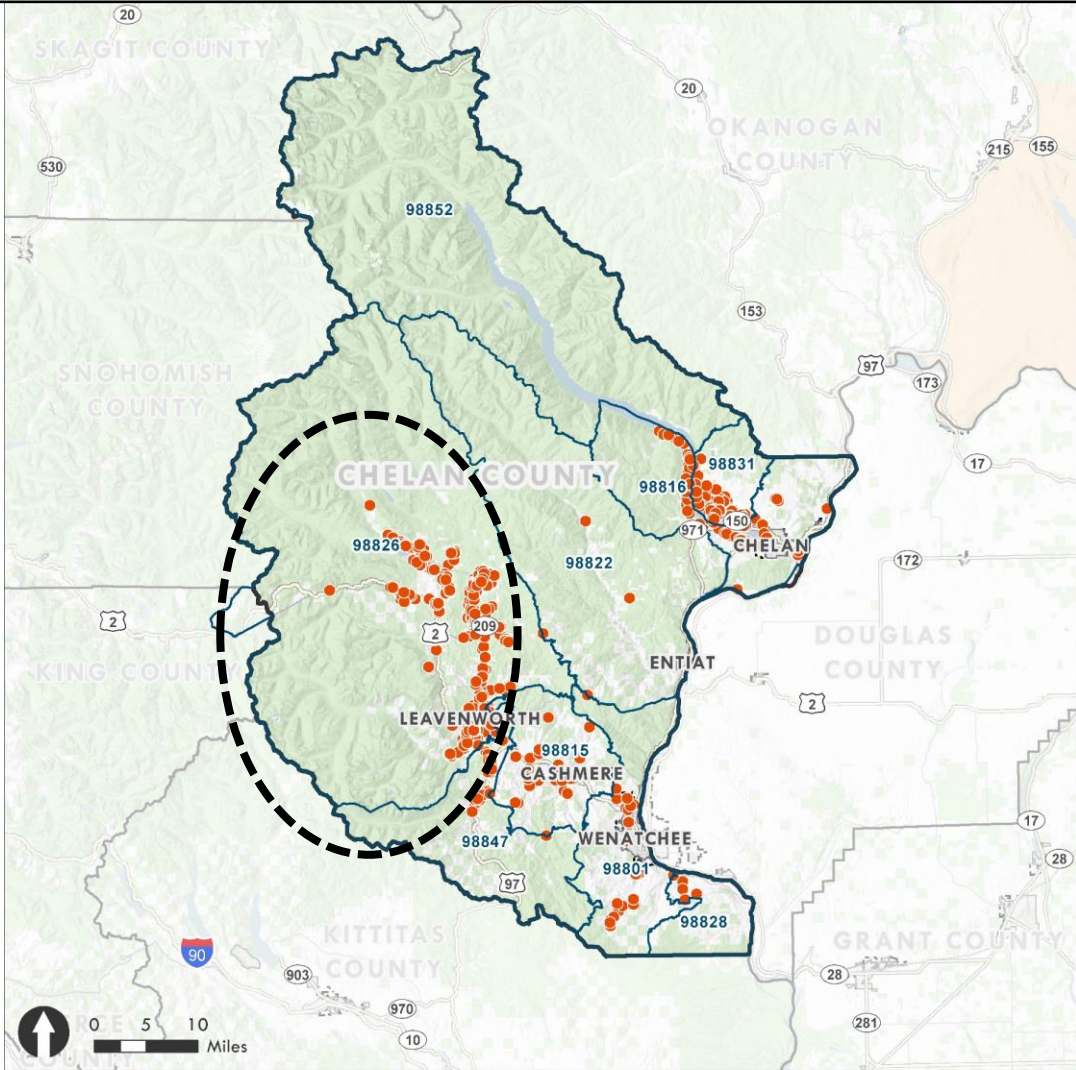 20
SKAGIT COUNTY
20
OKANOGAN
COUNTY
215
155
530
98852
153
SNOHOMISH
COUNTY
97
173
CHELAN COUNTY
98831
17
98816
150
971
CHELAN
98826
98822
172
2
209
2
DOUGLAS
COUNTY
KING COUNTY
ENTIAT
2
LEAVENWORTH
98815
CASHMERE
17
WENATCHEE
98847
28
98801
97
98828
KITTITAS
COUNTY
GRANT COUNTY
90
903
28
970
281
10
0 5 10
Miles